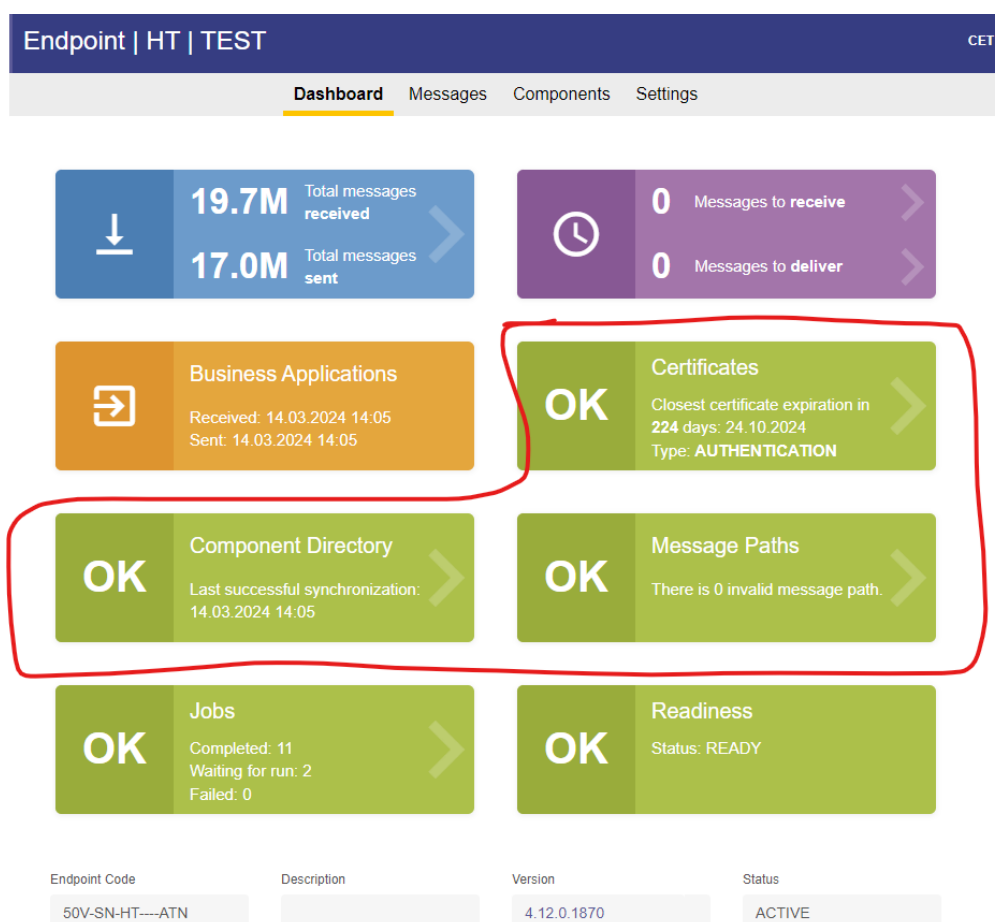 Endpoint | HT | TEST
CET
Dashboard Messages Components Settings
19.7M Total messages
received
17.0M Total messages
sent
0 Messages to receive
0 Messages to deliver
Business Applications
Received: 14.03.2024 14:05
Sent: 14.03.2024 14:05
OK
Certificates
Closest certificate expiration in
224 days: 24.10.2024
Type: AUTHENTICATION
OK
Component Directory
Last successful synchronization:
14.03.2024 14:05
OK
Message Paths
There is 0 invalid message path.
OK
Jobs
Completed: 11
Waiting for run: 2
Failed: 0
OK
Readiness
Status: READY
Endpoint Code
50V-SN-HT----ATN
Description
Version
4.12.0.1870
Status
ACTIVE